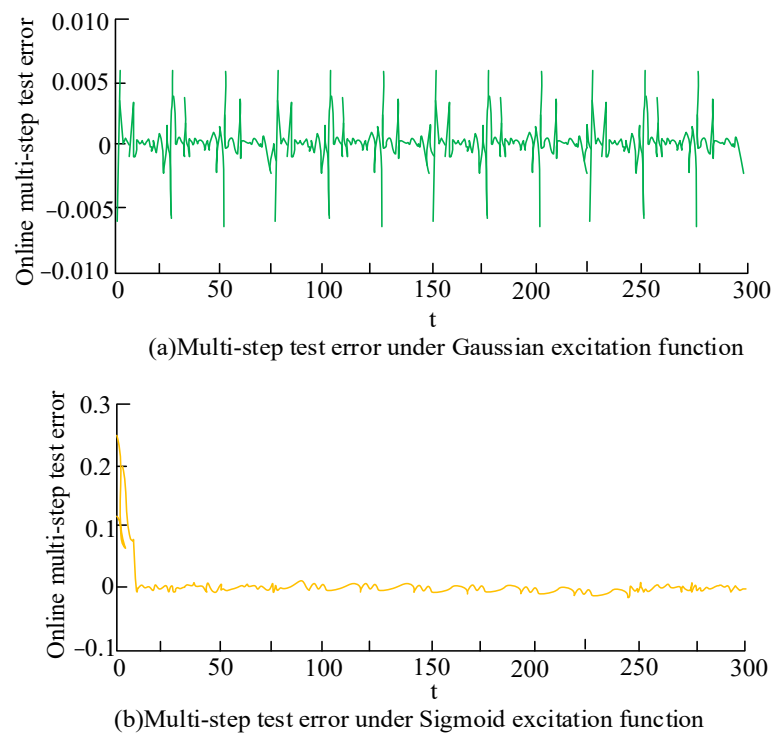 Online multi-step test error
0.010
0.005
0
−0.005
−0.010
0 50 100 150 200 250 300
t
(a)Multi-step test error under Gaussian excitation function
Online multi-step test error
0.3
0.2
0.1
0
−0.1
0 50 100 150 200 250 300
t
(b)Multi-step test error under Sigmoid excitation function